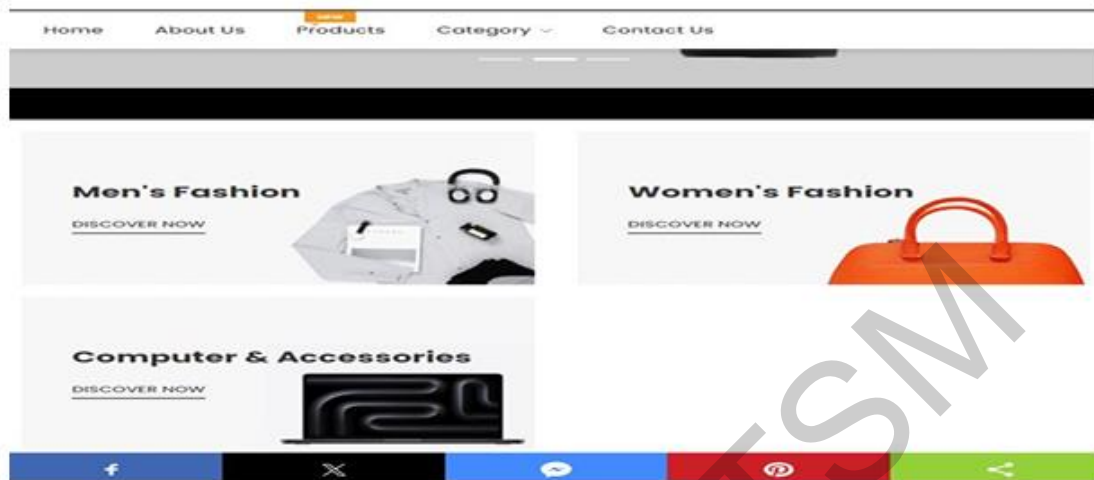 NEW
Home About Us Products Category Contact Us
Men's Fashion
DISCOVER NOW
Women's Fashion
DISCOVER NOW
Computer & Accessories
DISCOVER NOW
TSM